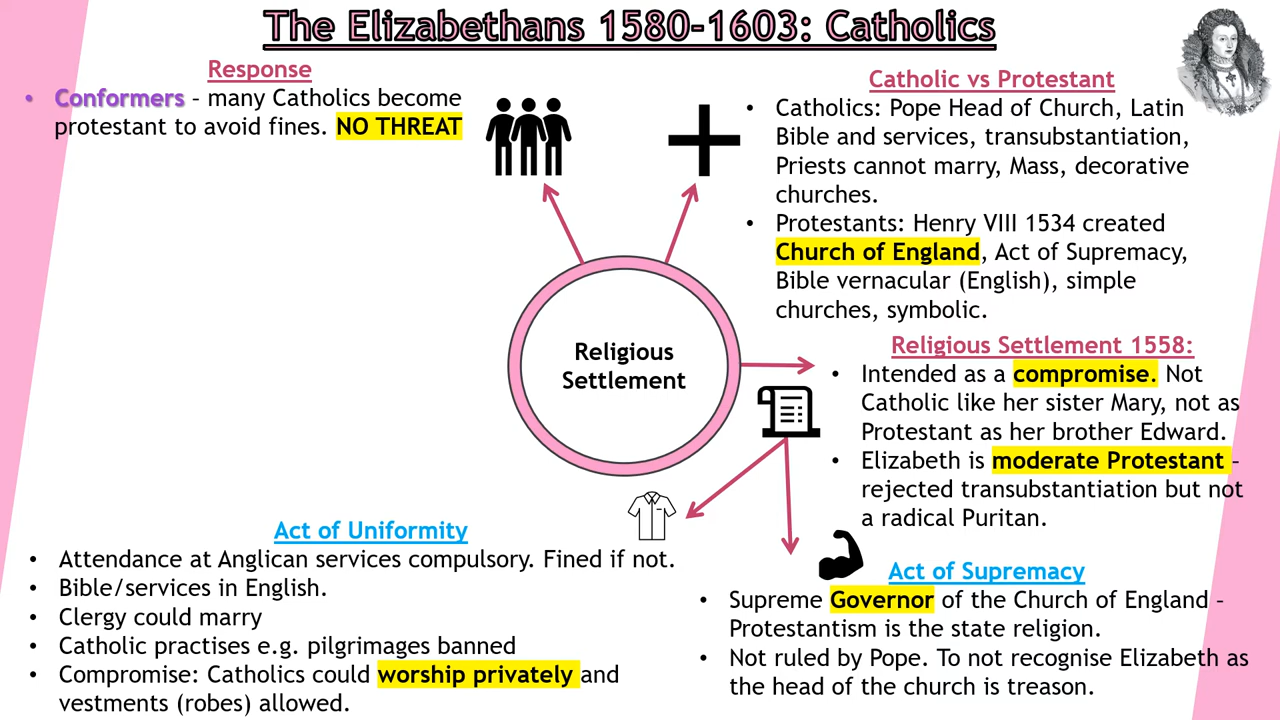 The Elizabethans 1580-1603: Catholics
Response
• Conformers – many Catholics become
protestant to avoid fines. NO THREAT
Catholic vs Protestant
• Catholics: Pope Head of Church, Latin
Bible and services, transubstantiation,
Priests cannot marry, Mass, decorative
churches.
• Protestants: Henry VIII 1534 created
Church of England, Act of Supremacy,
Bible vernacular (English), simple
churches, symbolic.
Religious
Settlement
Religious Settlement 1558:
• Intended as a compromise. Not
Catholic like her sister Mary, not as
Protestant as her brother Edward.
• Elizabeth is moderate Protestant –
rejected transubstantiation but not
a radical Puritan.
Act of Uniformity
• Attendance at Anglican services compulsory. Fined if not.
• Bible/services in English.
• Clergy could marry
• Catholic practises e.g. pilgrimages banned
• Compromise: Catholics could worship privately and
vestments (robes) allowed.
Act of Supremacy
• Supreme Governor of the Church of England –
Protestantism is the state religion.
• Not ruled by Pope. To not recognise Elizabeth as
the head of the church is treason.